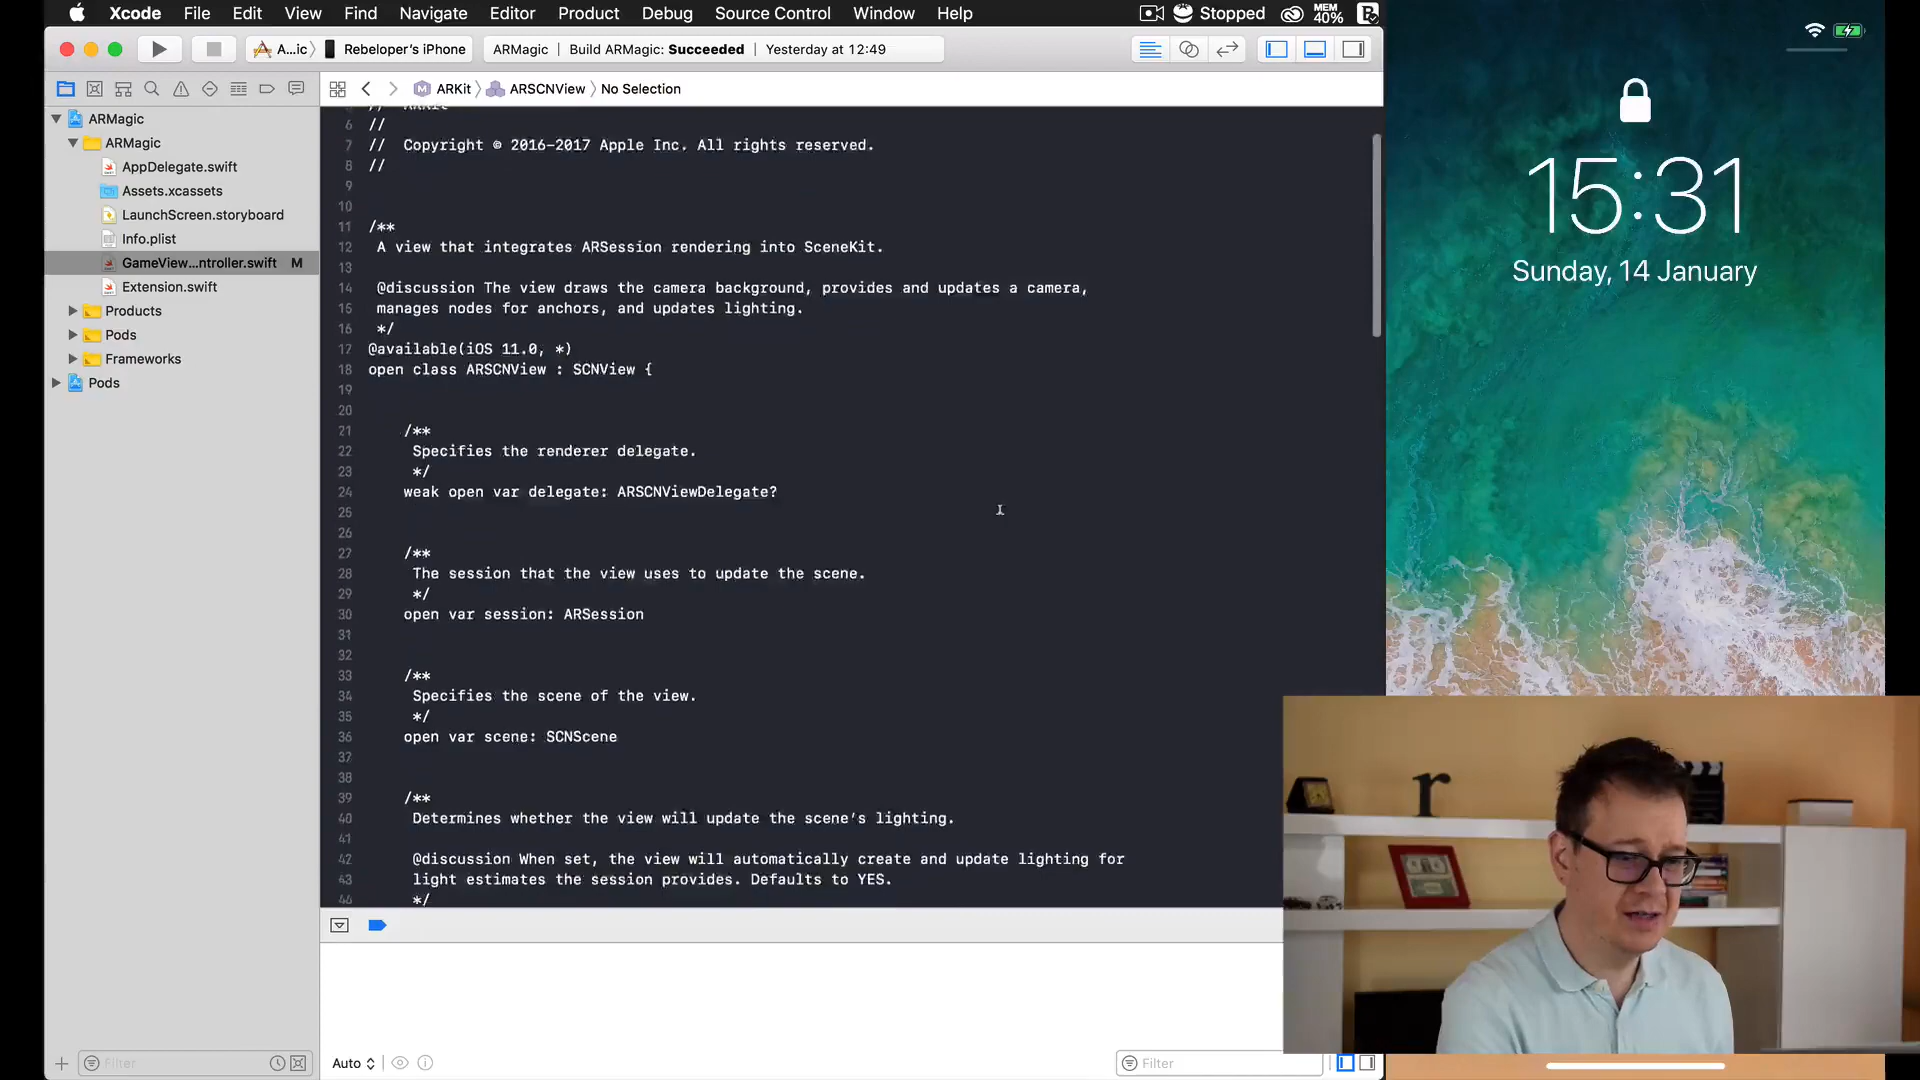 Xcode File Edit View Find Navigate Editor Product Debug Source Control Window Help Stopped MEM 40%
A...ic Rebeloper's iPhone ARMagic Build ARMagic: Succeeded Yesterday at 12:49
ARKit ARSCNView No Selection
ARMagic
ARMagic
AppDelegate.swift
Assets.xcassets
LaunchScreen.storyboard
Info.plist
GameView...ntroller.swift M
Extension.swift
Products
Pods
Frameworks
Pods
6 //
7 // Copyright © 2016-2017 Apple Inc. All rights reserved.
8 //
9
10
11 /**
12 A view that integrates ARSession rendering into SceneKit.
13
14 @discussion The view draws the camera background, provides and updates a camera,
15 manages nodes for anchors, and updates lighting.
16 */
17 @available(iOS 11.0, *)
18 open class ARSCNView : SCNView {
19
20
21 /**
22 Specifies the renderer delegate.
23 */
24 weak open var delegate: ARSCNViewDelegate?
25
26
27 /**
28 The session that the view uses to update the scene.
29 */
30 open var session: ARSession
31
32
33 /**
34 Specifies the scene of the view.
35 */
36 open var scene: SCNScene
37
38
39 /**
40 Determines whether the view will update the scene's lighting.
41
42 @discussion When set, the view will automatically create and update lighting for
43 light estimates the session provides. Defaults to YES.
44 */
Filter
Auto
Filter
15:31
Sunday, 14 January
r